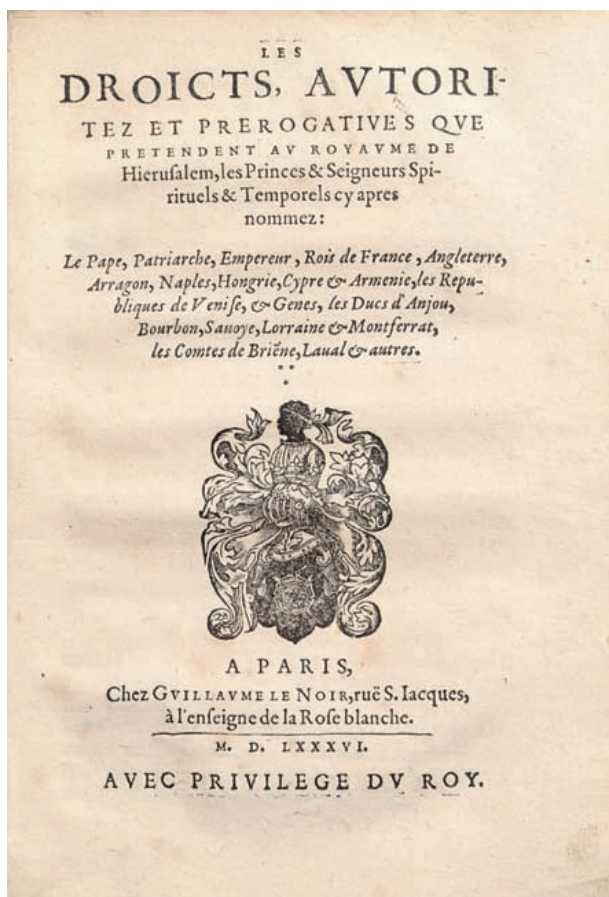 LES
DROICTS, AVTORI-
TEZ ET PREROGATIVES QVE
PRETENDENT AV ROYAVME DE
Hieruſalem, les Princes & Seigneurs Spi-
rituels & Temporels cy apres
nommez:
Le Pape, Patriarche, Empereur, Rois de France, Angleterre,
Arragon, Naples, Hongrie, Cypre & Armenie, les Repu-
bliques de Veniſe, & Genes, les Ducs d'Anjou,
Bourbon, Sauoye, Lorraine & Montferrat,
les Comtes de Briẽne, Laual & autres.
A PARIS,
Chez GVILLAVME LE NOIR, ruë S. Iacques,
à l'enſeigne de la Roſe blanche.
M. D. LXXXVI.
AVEC PRIVILEGE DV ROY.